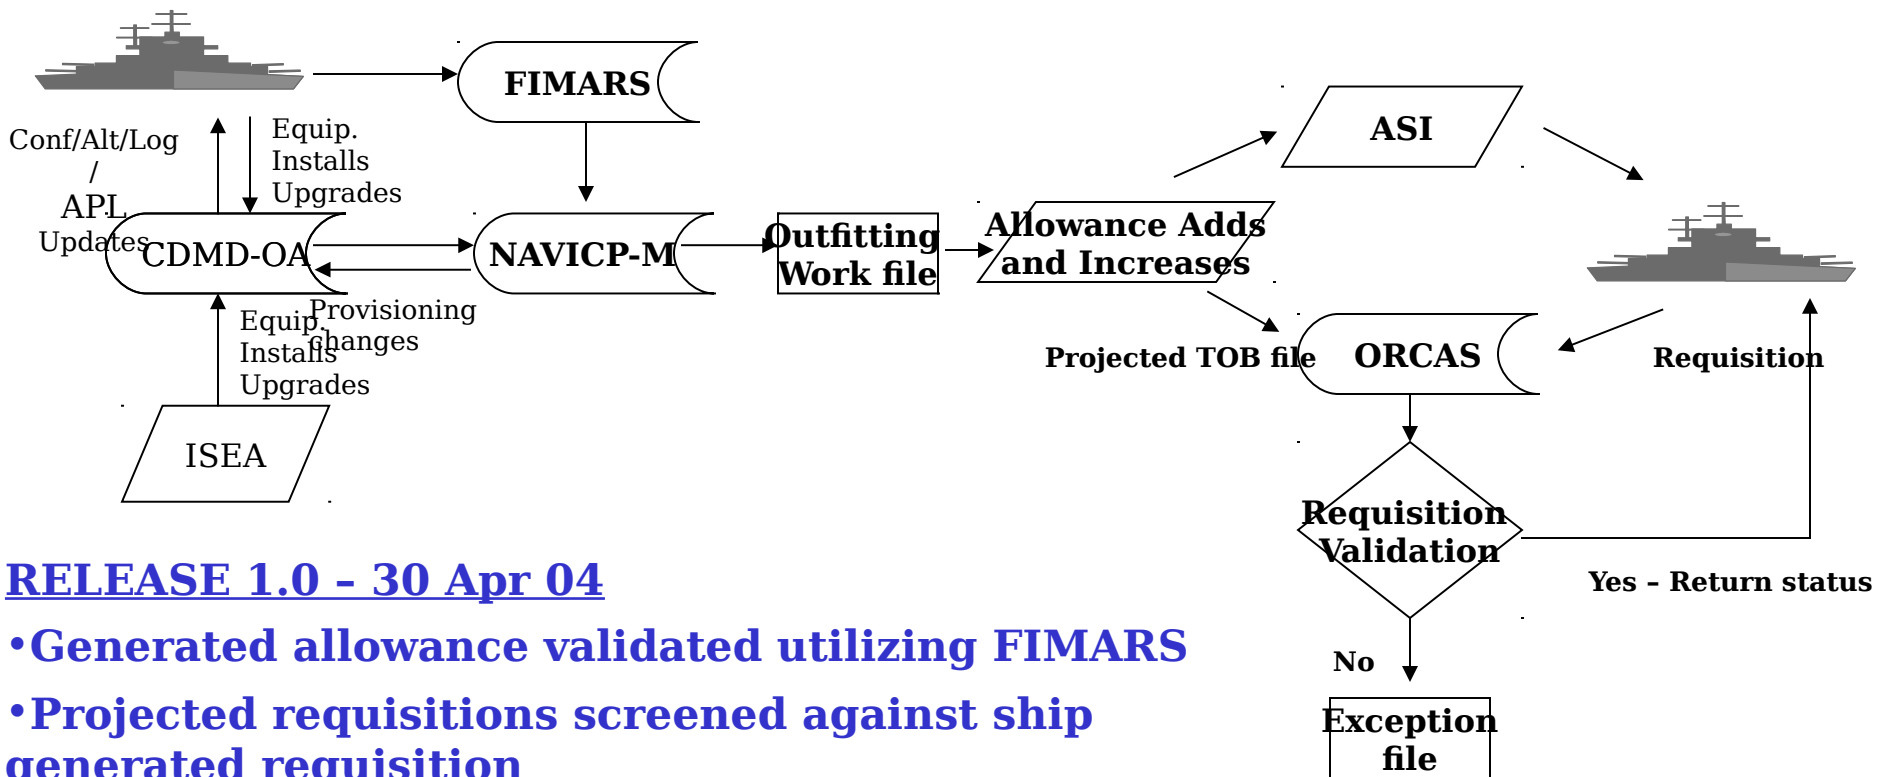 FIMARS
ASI
Conf/Alt/Log
/
APL
Updates
Equip.
Installs
Upgrades
CDMD-OA
NAVICP-M
Outfitting
Work file
Allowance Adds
and Increases
Provisioning
changes
Equip.
Installs
Upgrades
Projected TOB file
ORCAS
Requisition
ISEA
Requisition
Validation
Yes – Return status
No
Exception
file
RELEASE 1.0 – 30 Apr 04
•Generated allowance validated utilizing FIMARS
•Projected requisitions screened against ship
generated requisition